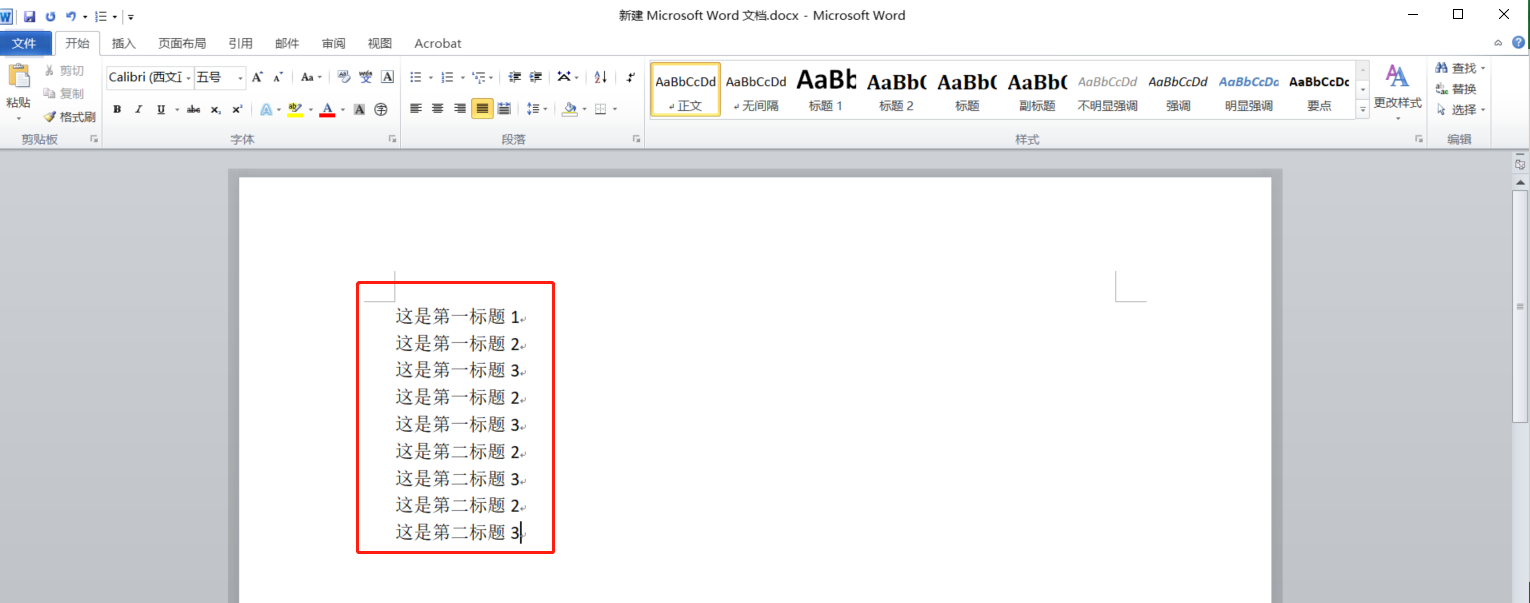 新建 Microsoft Word 文档.docx - Microsoft Word
文件 开始 插入 页面布局 引用 邮件 审阅 视图 Acrobat
粘贴
剪切
复制
格式刷
剪贴板
Calibri (西文正 五号
字体
段落
AaBbCcDd AaBbCcDd AaBb AaBb( AaBb( AaBb( AaBbCcDd AaBbCcDd AaBbCcDd AaBbCcDd
正文 无间隔 标题 1 标题 2 标题 副标题 不明显强调 强调 明显强调 要点
更改样式
样式
查找
替换
选择
编辑
这是第一标题 1
这是第一标题 2
这是第一标题 3
这是第一标题 2
这是第一标题 3
这是第二标题 2
这是第二标题 3
这是第二标题 2
这是第二标题 3